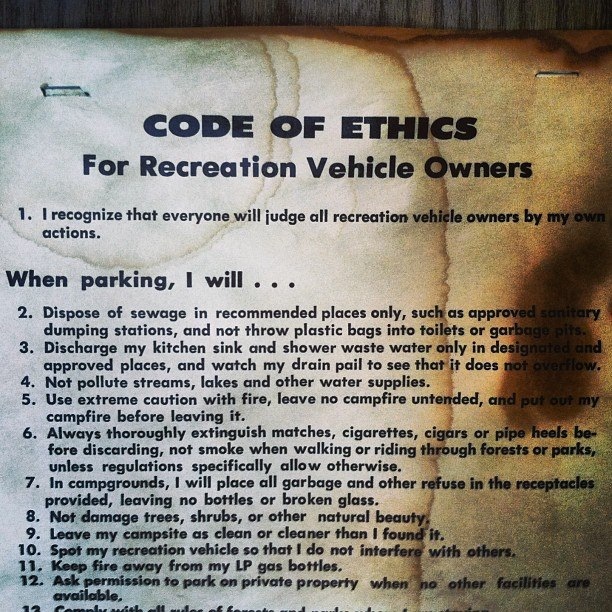 CODE OF ETHICS
For Recreation Vehicle Owners
1. I recognize that everyone will judge all recreation vehicle owners by my own
actions.
When parking, I will . . .
2. Dispose of sewage in recommended places only, such as approved sanitary
dumping stations, and not throw plastic bags into toilets or garbage pits.
3. Discharge my kitchen sink and shower waste water only in designated and
approved places, and watch my drain pail to see that it does not overflow.
4. Not pollute streams, lakes and other water supplies.
5. Use extreme caution with fire, leave no campfire untended, and put out my
campfire before leaving it.
6. Always thoroughly extinguish matches, cigarettes, cigars or pipe heels be-
fore discarding, not smoke when walking or riding through forests or parks,
unless regulations specifically allow otherwise.
7. In campgrounds, I will place all garbage and other refuse in the receptacles
provided, leaving no bottles or broken glass.
8. Not damage trees, shrubs, or other natural beauty.
9. Leave my campsite as clean or cleaner than I found it.
10. Spot my recreation vehicle so that I do not interfere with others.
11. Keep fire away from my LP gas bottles.
12. Ask permission to park on private property when no other facilities are
available.
13. Comply with all rules of forests and parks